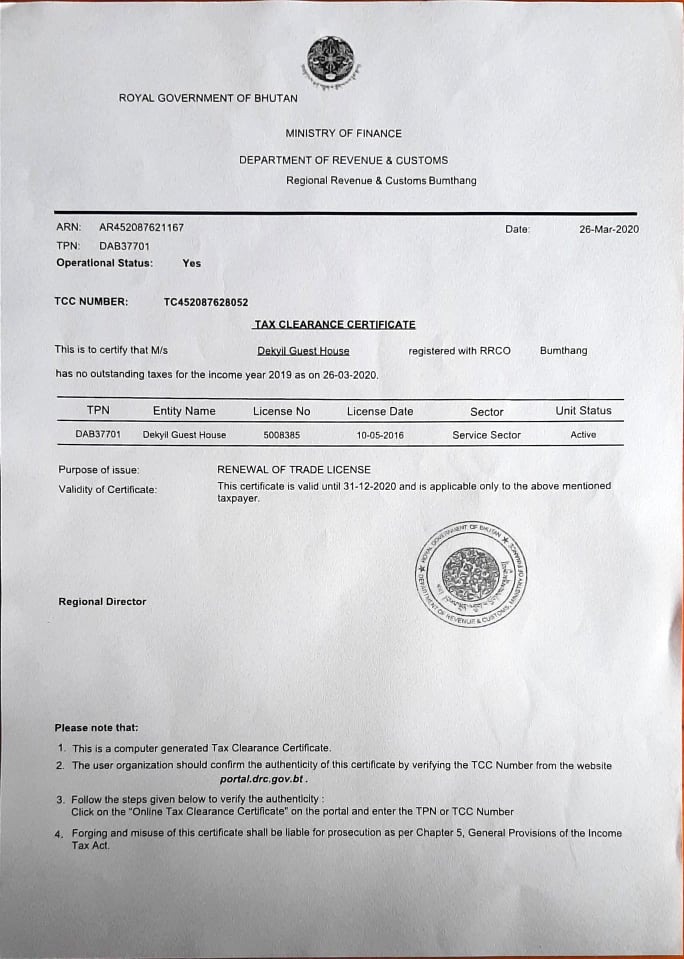 ROYAL GOVERNMENT OF BHUTAN
MINISTRY OF FINANCE
DEPARTMENT OF REVENUE & CUSTOMS
Regional Revenue & Customs Bumthang
ARN: AR452087621167 Date: 26-Mar-2020
TPN: DAB37701
Operational Status: Yes
TCC NUMBER: TC452087628052
TAX CLEARANCE CERTIFICATE
This is to certify that M/s Dekyil Guest House registered with RRCO Bumthang
has no outstanding taxes for the income year 2019 as on 26-03-2020.
TPN Entity Name License No License Date Sector Unit Status
DAB37701 Dekyil Guest House 5008385 10-05-2016 Service Sector Active
Purpose of issue: RENEWAL OF TRADE LICENSE
Validity of Certificate: This certificate is valid until 31-12-2020 and is applicable only to the above mentioned
taxpayer.
ROYAL GOVERNMENT OF BHUTAN ★ DEPARTMENT OF REVENUE & CUSTOMS, MINISTRY OF FINANCE ★
Regional Director
Please note that:
1. This is a computer generated Tax Clearance Certificate.
2. The user organization should confirm the authenticity of this certificate by verifying the TCC Number from the website
portal.drc.gov.bt .
3. Follow the steps given below to verify the authenticity :
Click on the "Online Tax Clearance Certificate" on the portal and enter the TPN or TCC Number
4. Forging and misuse of this certificate shall be liable for prosecution as per Chapter 5, General Provisions of the Income
Tax Act.